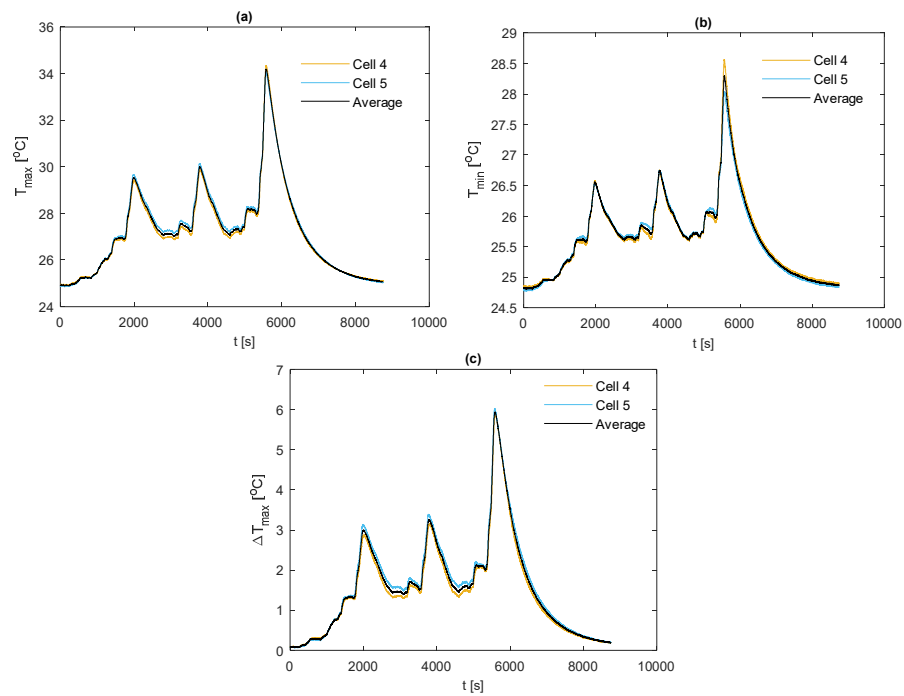 (a)
36
34
32
30
28
26
24
T_max [°C]
Cell 4
Cell 5
Average
0 2000 4000 6000 8000 10000
t [s]
(b)
29
28.5
28
27.5
27
26.5
26
25.5
25
24.5
T_min [°C]
Cell 4
Cell 5
Average
0 2000 4000 6000 8000 10000
t [s]
(c)
7
6
5
4
3
2
1
0
△T_max [°C]
Cell 4
Cell 5
Average
0 2000 4000 6000 8000 10000
t [s]